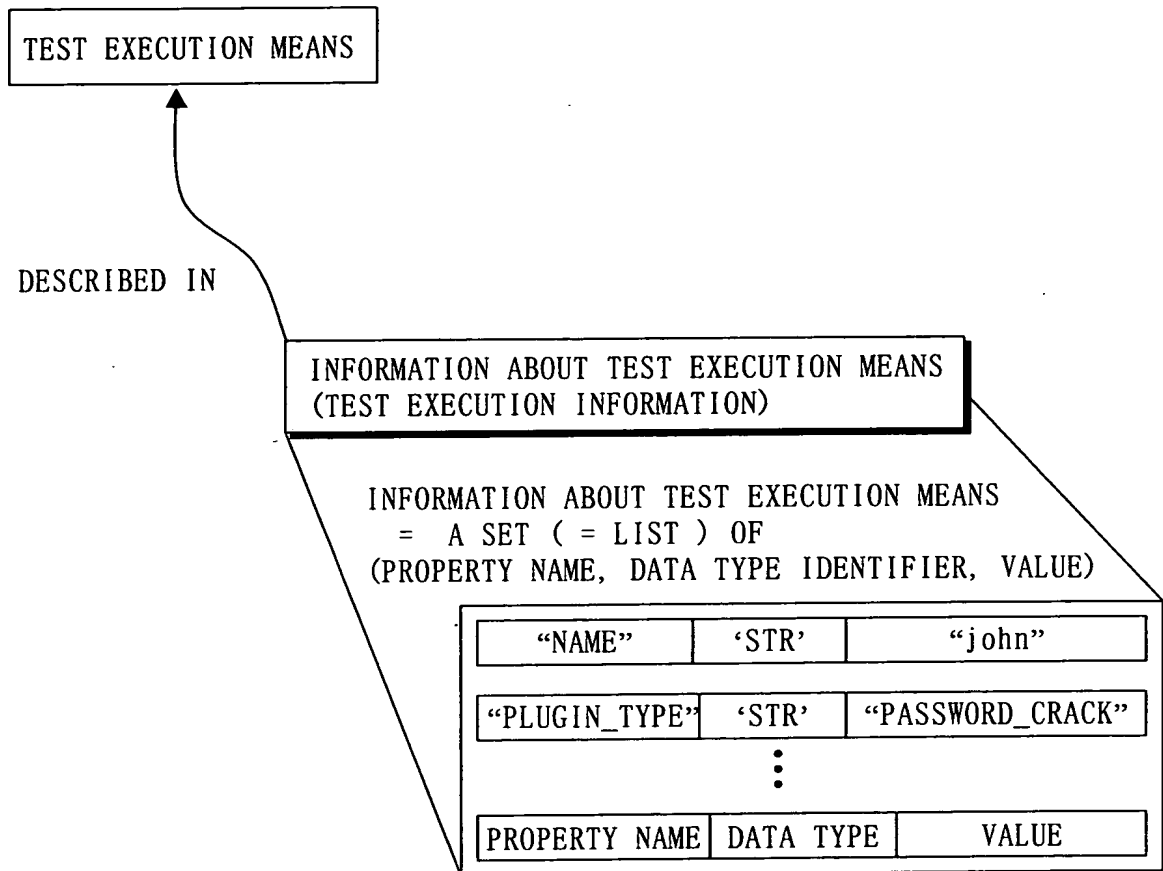 TEST EXECUTION MEANS
DESCRIBED IN
INFORMATION ABOUT TEST EXECUTION MEANS
(TEST EXECUTION INFORMATION)
INFORMATION ABOUT TEST EXECUTION MEANS
= A SET ( = LIST ) OF
(PROPERTY NAME, DATA TYPE IDENTIFIER, VALUE)
“NAME” ‘STR’ “john”
“PLUGIN_TYPE” ‘STR’ “PASSWORD_CRACK”
PROPERTY NAME DATA TYPE VALUE